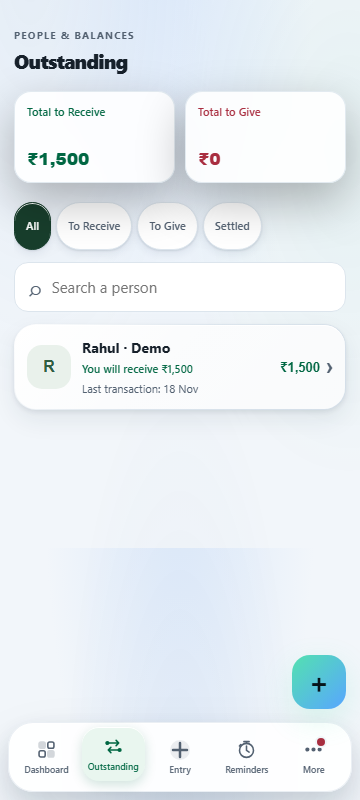 PEOPLE & BALANCES
Outstanding
Total to Receive
₹1,500
Total to Give
₹0
All
To Receive
To Give
Settled
Search a person
R
Rahul · Demo
You will receive ₹1,500
Last transaction: 18 Nov
₹1,500 ›
+
Dashboard
Outstanding
Entry
Reminders
More